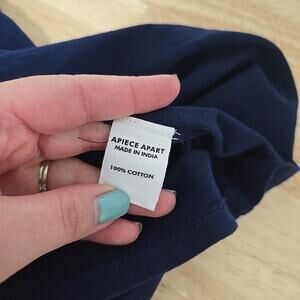 APIECE APART
MADE IN INDIA
100% COTTON